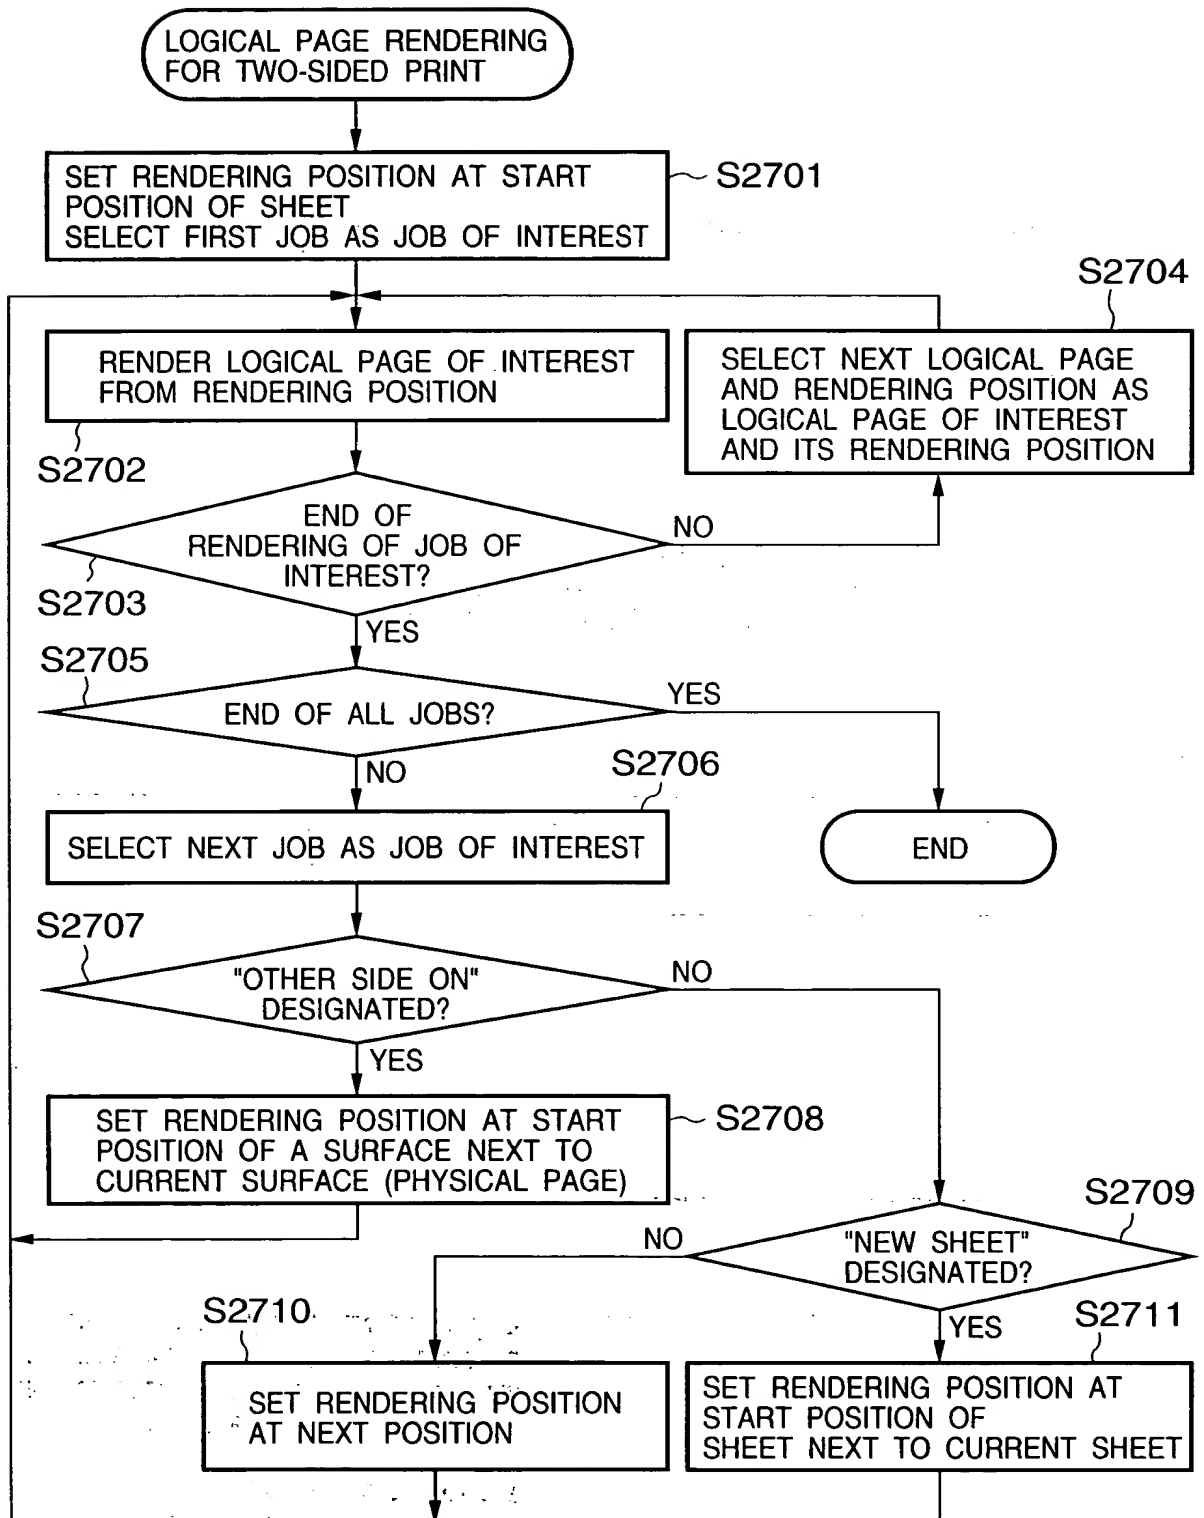 LOGICAL PAGE RENDERING
FOR TWO-SIDED PRINT
SET RENDERING POSITION AT START
POSITION OF SHEET
SELECT FIRST JOB AS JOB OF INTEREST
S2701
S2704
RENDER LOGICAL PAGE OF INTEREST
FROM RENDERING POSITION
S2702
SELECT NEXT LOGICAL PAGE
AND RENDERING POSITION AS
LOGICAL PAGE OF INTEREST
AND ITS RENDERING POSITION
END OF
RENDERING OF JOB OF
INTEREST?
NO
S2703
YES
S2705
END OF ALL JOBS?
YES
NO
S2706
SELECT NEXT JOB AS JOB OF INTEREST
END
S2707
"OTHER SIDE ON"
DESIGNATED?
NO
YES
SET RENDERING POSITION AT START
POSITION OF A SURFACE NEXT TO
CURRENT SURFACE (PHYSICAL PAGE)
S2708
S2709
"NEW SHEET"
DESIGNATED?
NO
YES
S2710
SET RENDERING POSITION
AT NEXT POSITION
S2711
SET RENDERING POSITION AT
START POSITION OF
SHEET NEXT TO CURRENT SHEET